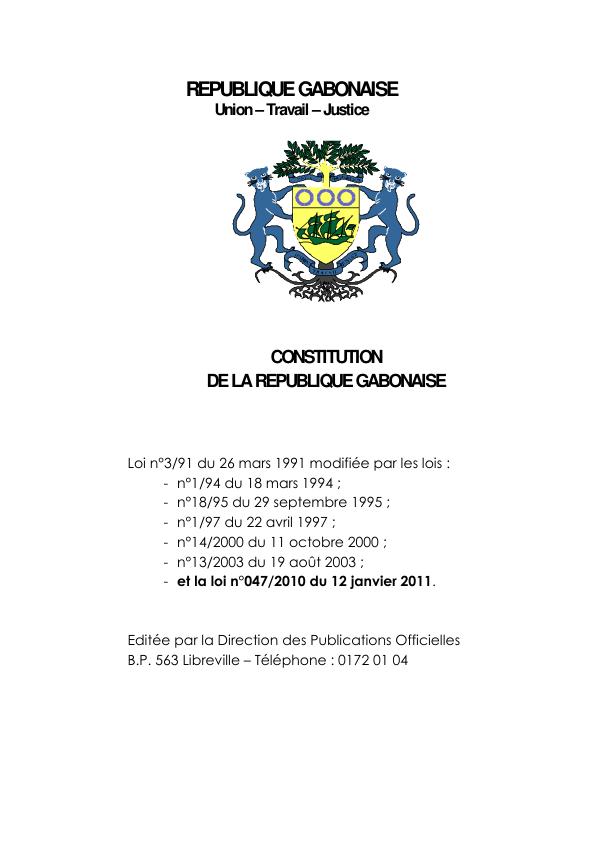 REPUBLIQUE GABONAISE
Union – Travail – Justice
CONSTITUTION
DE LA REPUBLIQUE GABONAISE
Loi n°3/91 du 26 mars 1991 modifiée par les lois :
- n°1/94 du 18 mars 1994 ;
- n°18/95 du 29 septembre 1995 ;
- n°1/97 du 22 avril 1997 ;
- n°14/2000 du 11 octobre 2000 ;
- n°13/2003 du 19 août 2003 ;
- et la loi n°047/2010 du 12 janvier 2011.
Editée par la Direction des Publications Officielles
B.P. 563 Libreville – Téléphone : 0172 01 04